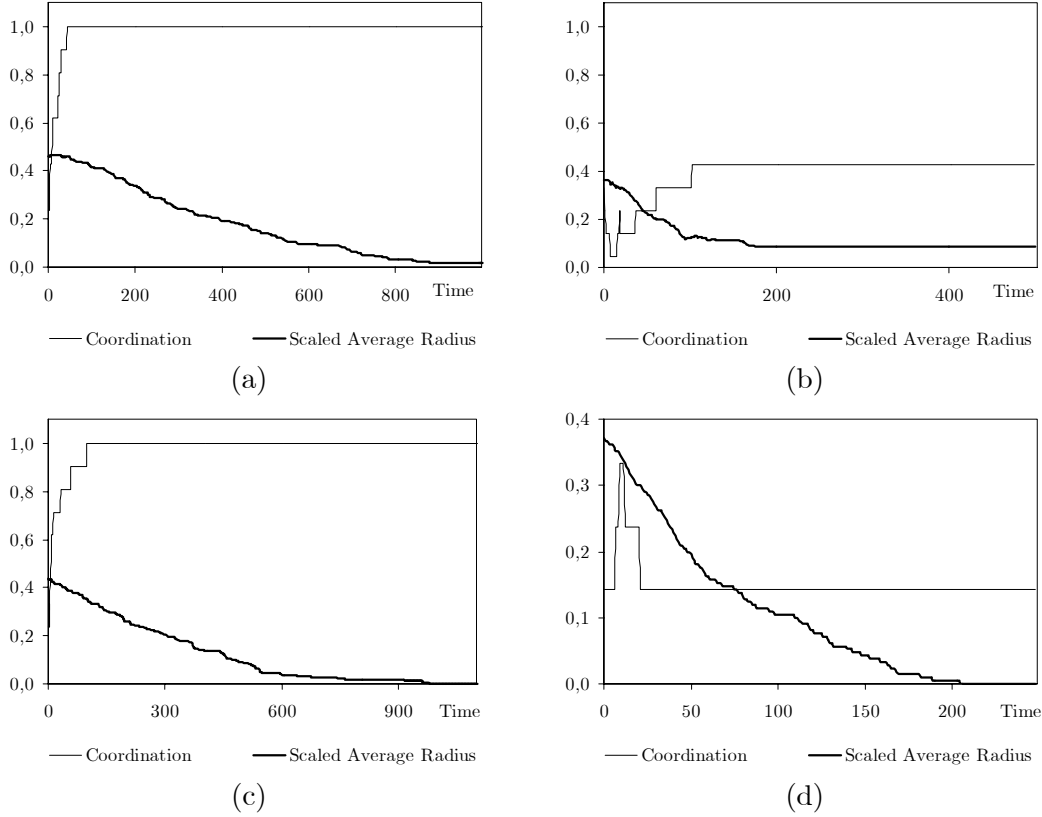 1,0
0,8
0,6
0,4
0,2
0,0
0 200 400 600 800 Time
Coordination Scaled Average Radius
(a)
1,0
0,8
0,6
0,4
0,2
0,0
0 200 400 Time
Coordination Scaled Average Radius
(b)
1,0
0,8
0,6
0,4
0,2
0,0
0 300 600 900 Time
Coordination Scaled Average Radius
(c)
0,4
0,3
0,2
0,1
0,0
0 50 100 150 200 Time
Coordination Scaled Average Radius
(d)